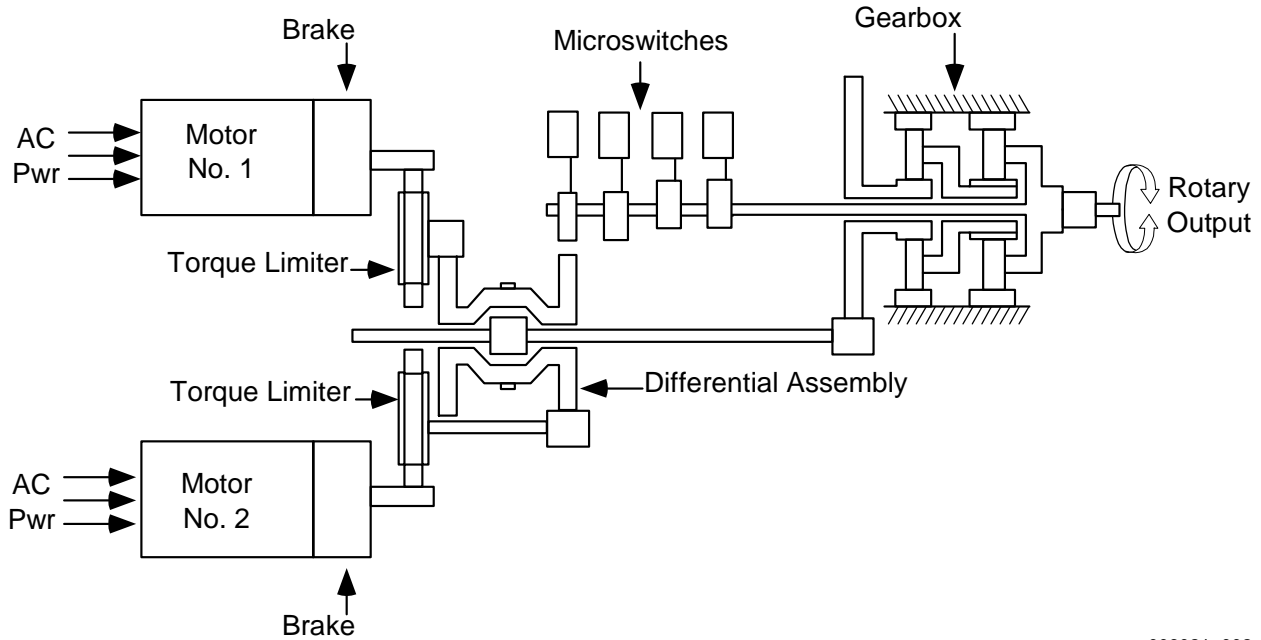 Brake
Microswitches
Gearbox
AC
Pwr
Motor
No. 1
Rotary
Output
Torque Limiter
Torque Limiter
Differential Assembly
AC
Pwr
Motor
No. 2
Brake